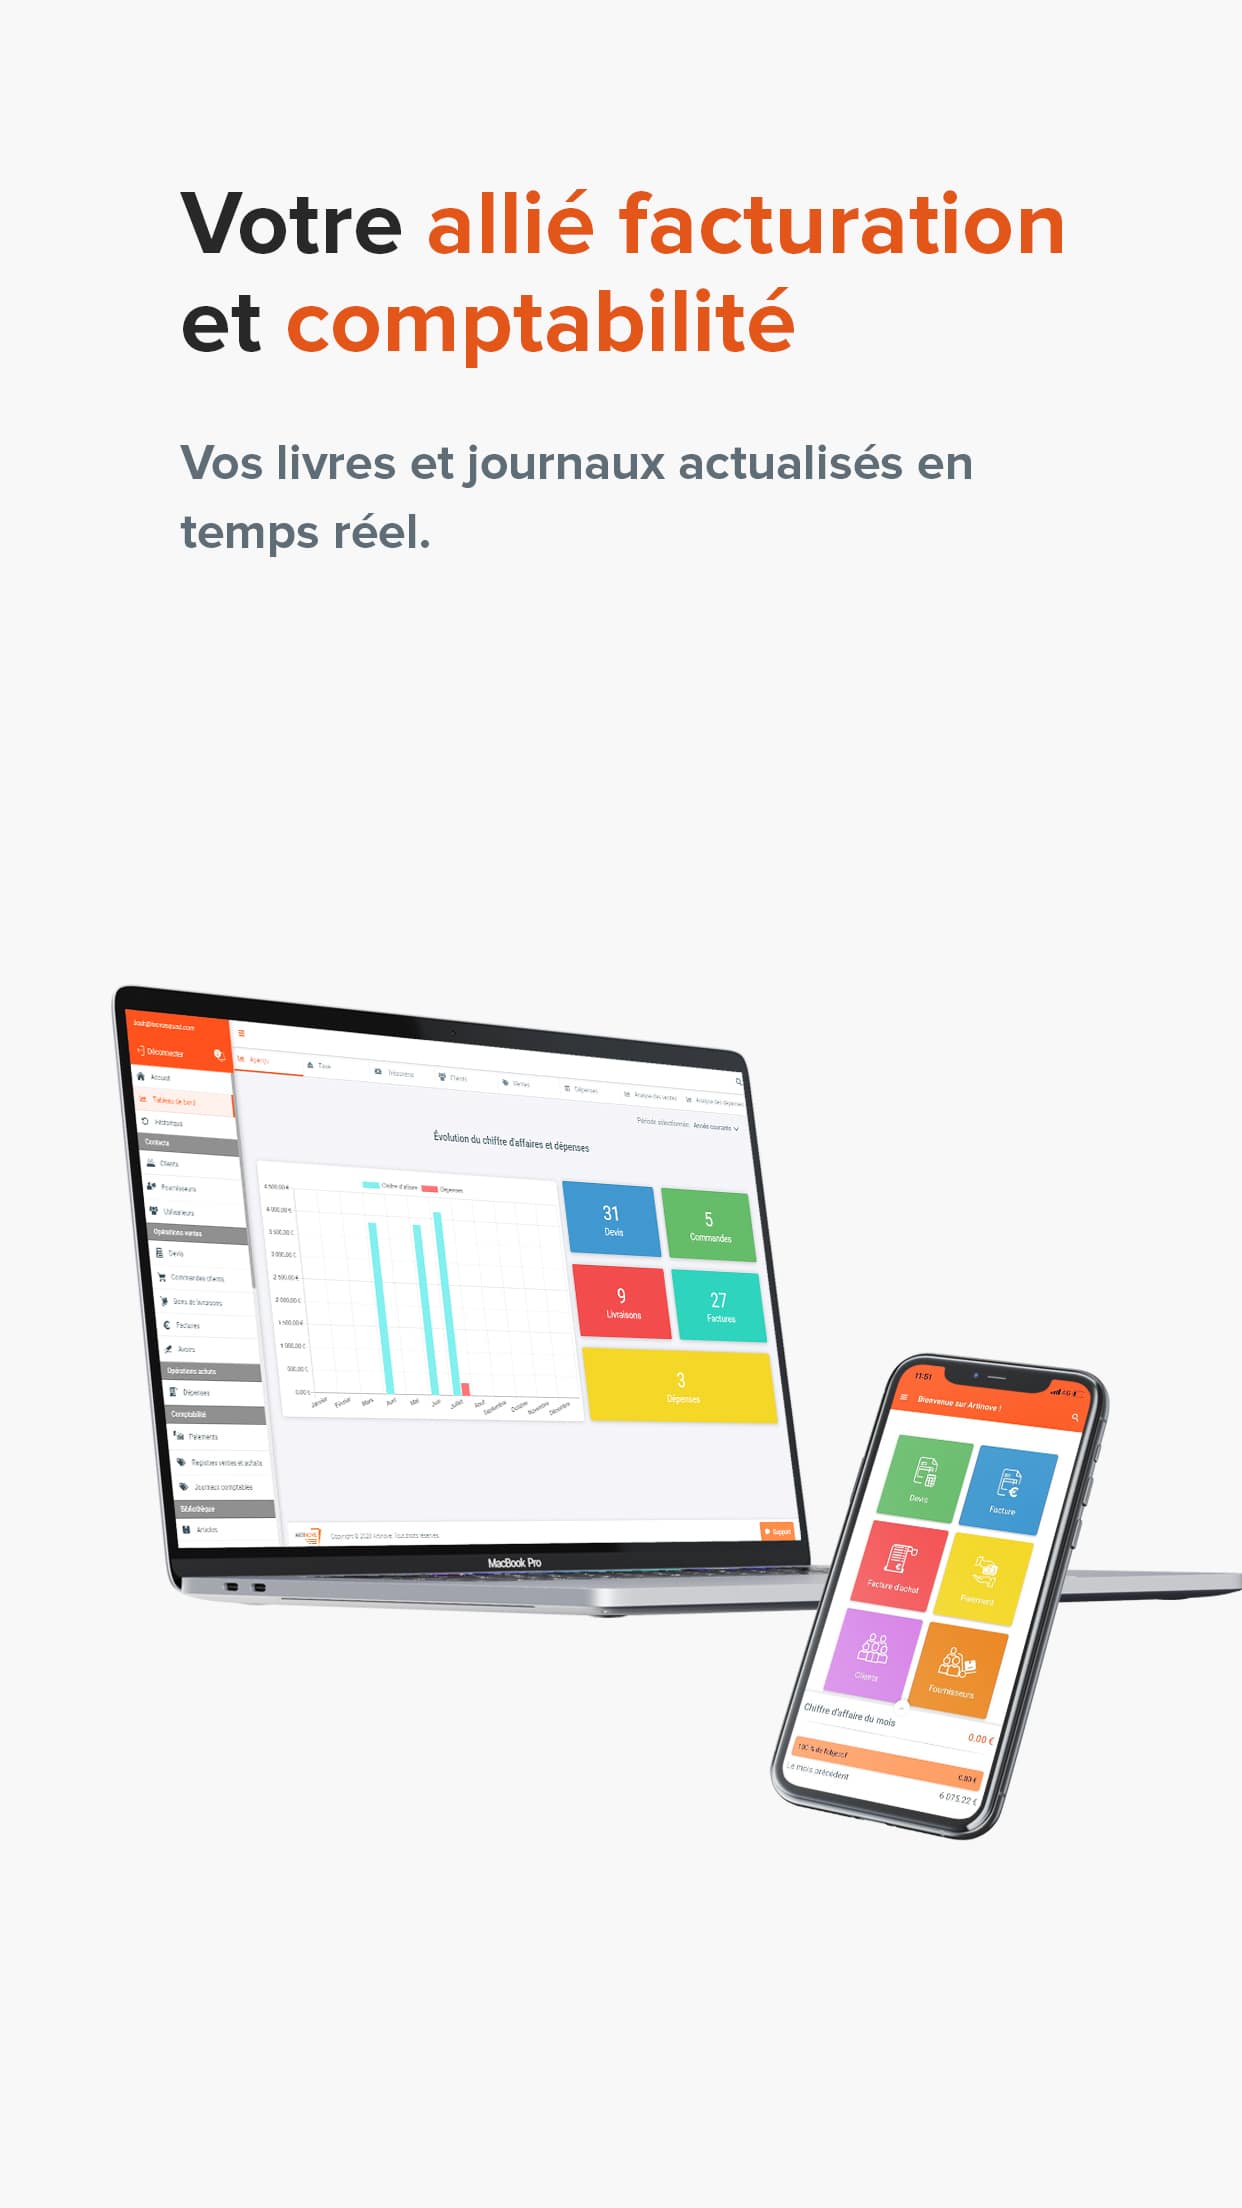 Votre allié facturation
et comptabilité
Vos livres et journaux actualisés en
temps réel.
Déconnecter
Accueil
Tableau de bord
Historique
Contacts
Clients
Fournisseurs
Utilisateurs
Opérations ventes
Devis
Commandes clients
Bons de livraisons
Factures
Avoirs
Opérations achats
Dépenses
Comptabilité
Paiements
Registres ventes et achats
Journaux comptables
Bibliothèque
Articles
Aperçu
Taxe
Trésorerie
Clients
Ventes
Dépenses
Analyse des ventes
Analyse des dépenses
Période sélectionnée: Année courante
Évolution du chiffre d'affaires et dépenses
Chiffre d'affaire
Dépenses
4 500,00 €
4 000,00 €
3 500,00 €
3 000,00 €
2 500,00 €
2 000,00 €
1 500,00 €
1 000,00 €
500,00 €
0,00 €
Janvier Février Mars Avril Mai Juin Juillet Aout Septembre Octobre Novembre Décembre
31
Devis
5
Commandes
9
Livraisons
27
Factures
3
Dépenses
ARTINOVE
Copyright © 2020 Artinove. Tous droits réservés.
Support
MacBook Pro
11:51
4G
Bienvenue sur Artinove !
Devis
Facture
Facture d'achat
Paiement
Clients
Fournisseurs
Chiffre d'affaire du mois
0.00 €
100 % de l'objectif
0.00 €
Le mois précédent
6 075.22 €